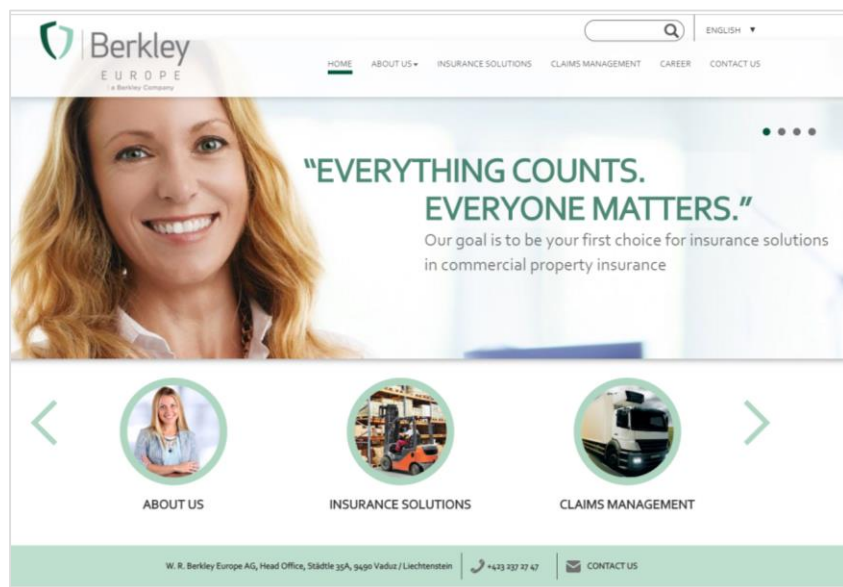 Berkley
EUROPE
a Berkley Company
ENGLISH
HOME ABOUT US INSURANCE SOLUTIONS CLAIMS MANAGEMENT CAREER CONTACT US
“EVERYTHING COUNTS.
EVERYONE MATTERS.”
Our goal is to be your first choice for insurance solutions
in commercial property insurance
ABOUT US INSURANCE SOLUTIONS CLAIMS MANAGEMENT
W. R. Berkley Europe AG, Head Office, Städtle 35A, 9490 Vaduz / Liechtenstein +423 237 27 47 CONTACT US